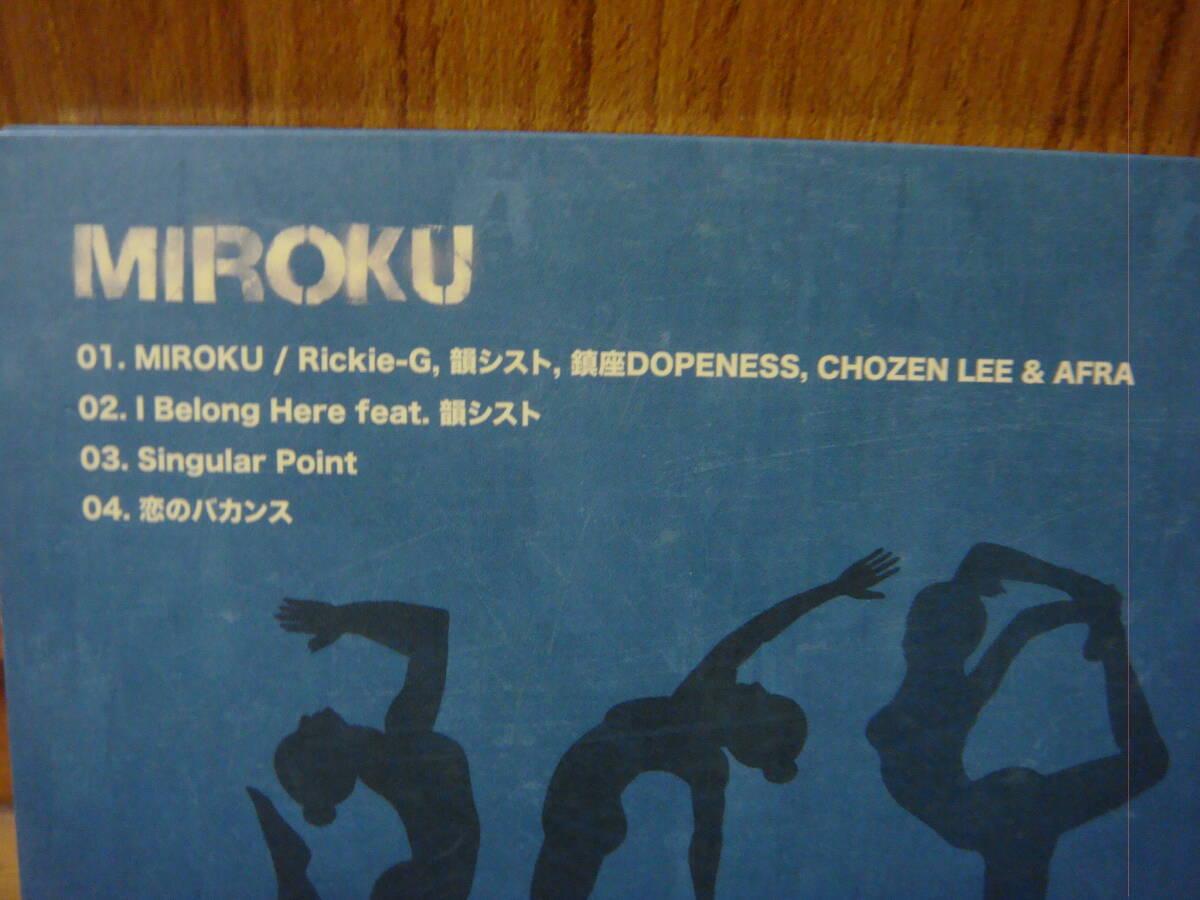 MIROKU
01. MIROKU / Rickie-G, 韻シスト, 鎮座DOPENESS, CHOZEN LEE & AFRA
02. I Belong Here feat. 韻シスト
03. Singular Point
04. 恋のバカンス